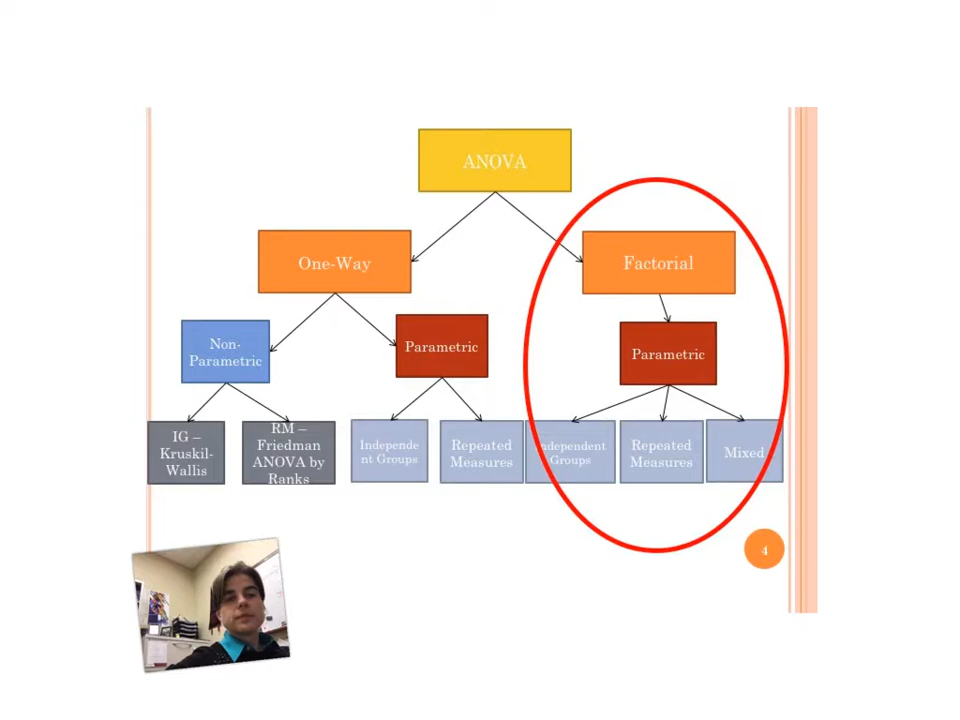 ANOVA
One-Way
Factorial
Non-
Parametric
Parametric
Parametric
IG –
Kruskil-
Wallis
RM –
Friedman
ANOVA by
Ranks
Independe
nt Groups
Repeated
Measures
Independent
Groups
Repeated
Measures
Mixed
4